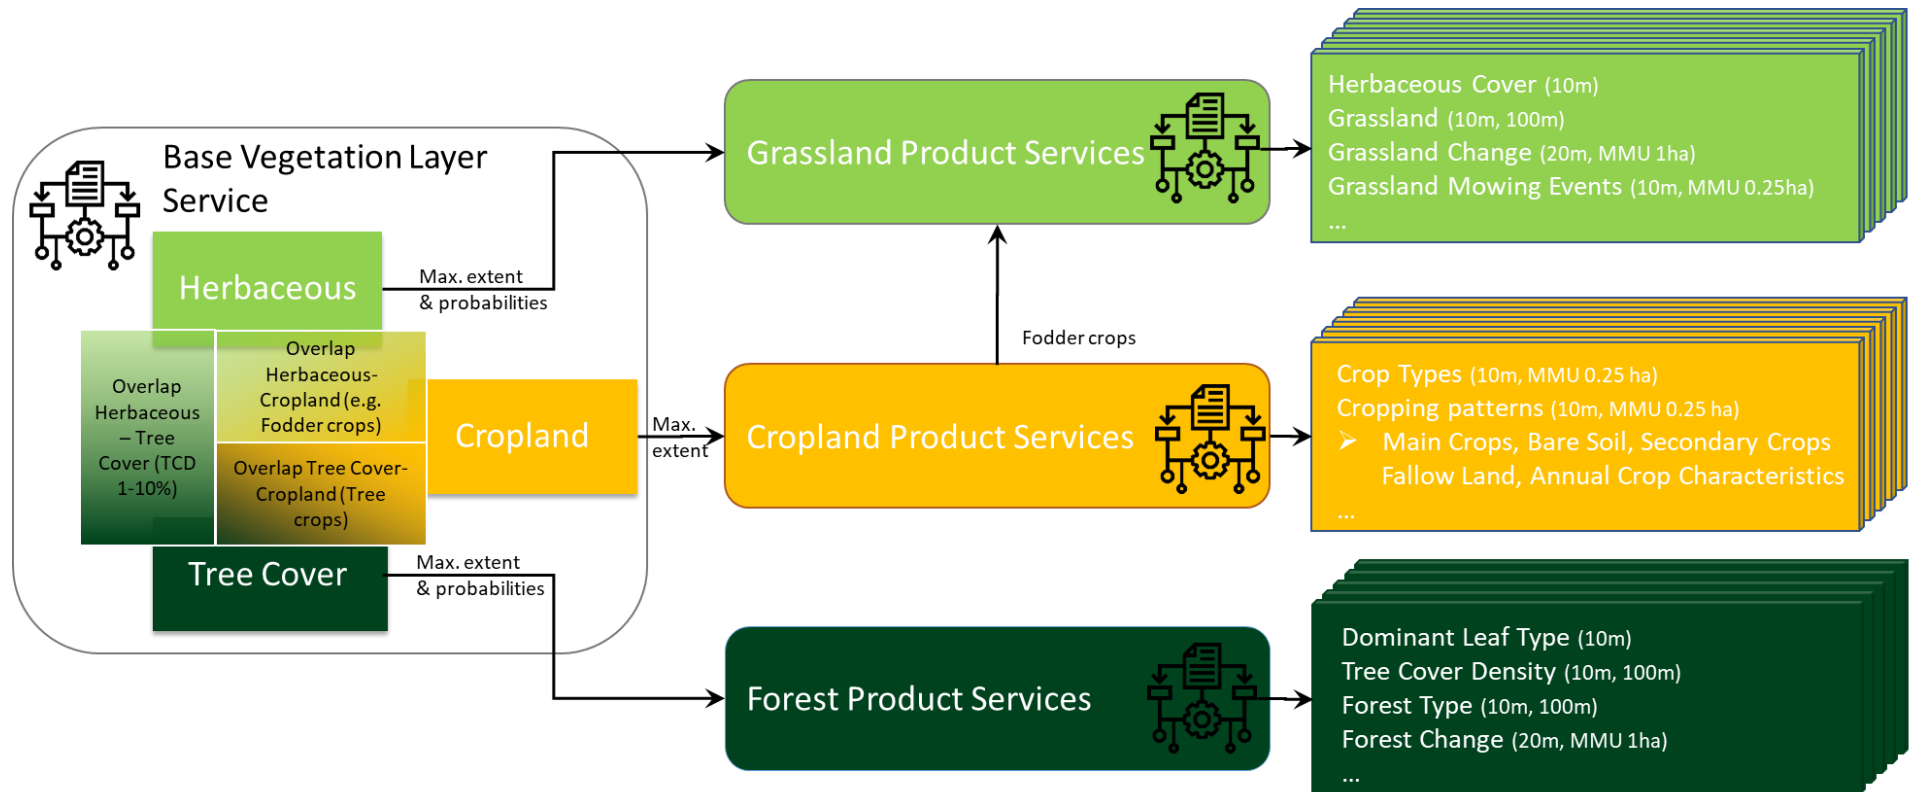 Base Vegetation Layer
Service
Herbaceous
Max. extent
& probabilities
Overlap
Herbaceous
– Tree
Cover (TCD
1-10%)
Overlap
Herbaceous-
Cropland (e.g.
Fodder crops)
Overlap Tree Cover-
Cropland (Tree
crops)
Cropland
Max.
extent
Tree Cover
Max. extent
& probabilities
Grassland Product Services
Fodder crops
Cropland Product Services
Forest Product Services
Herbaceous Cover (10m)
Grassland (10m, 100m)
Grassland Change (20m, MMU 1ha)
Grassland Mowing Events (10m, MMU 0.25ha)
...
Crop Types (10m, MMU 0.25 ha)
Cropping patterns (10m, MMU 0.25 ha)
➢ Main Crops, Bare Soil, Secondary Crops
Fallow Land, Annual Crop Characteristics
...
Dominant Leaf Type (10m)
Tree Cover Density (10m, 100m)
Forest Type (10m, 100m)
Forest Change (20m, MMU 1ha)
...